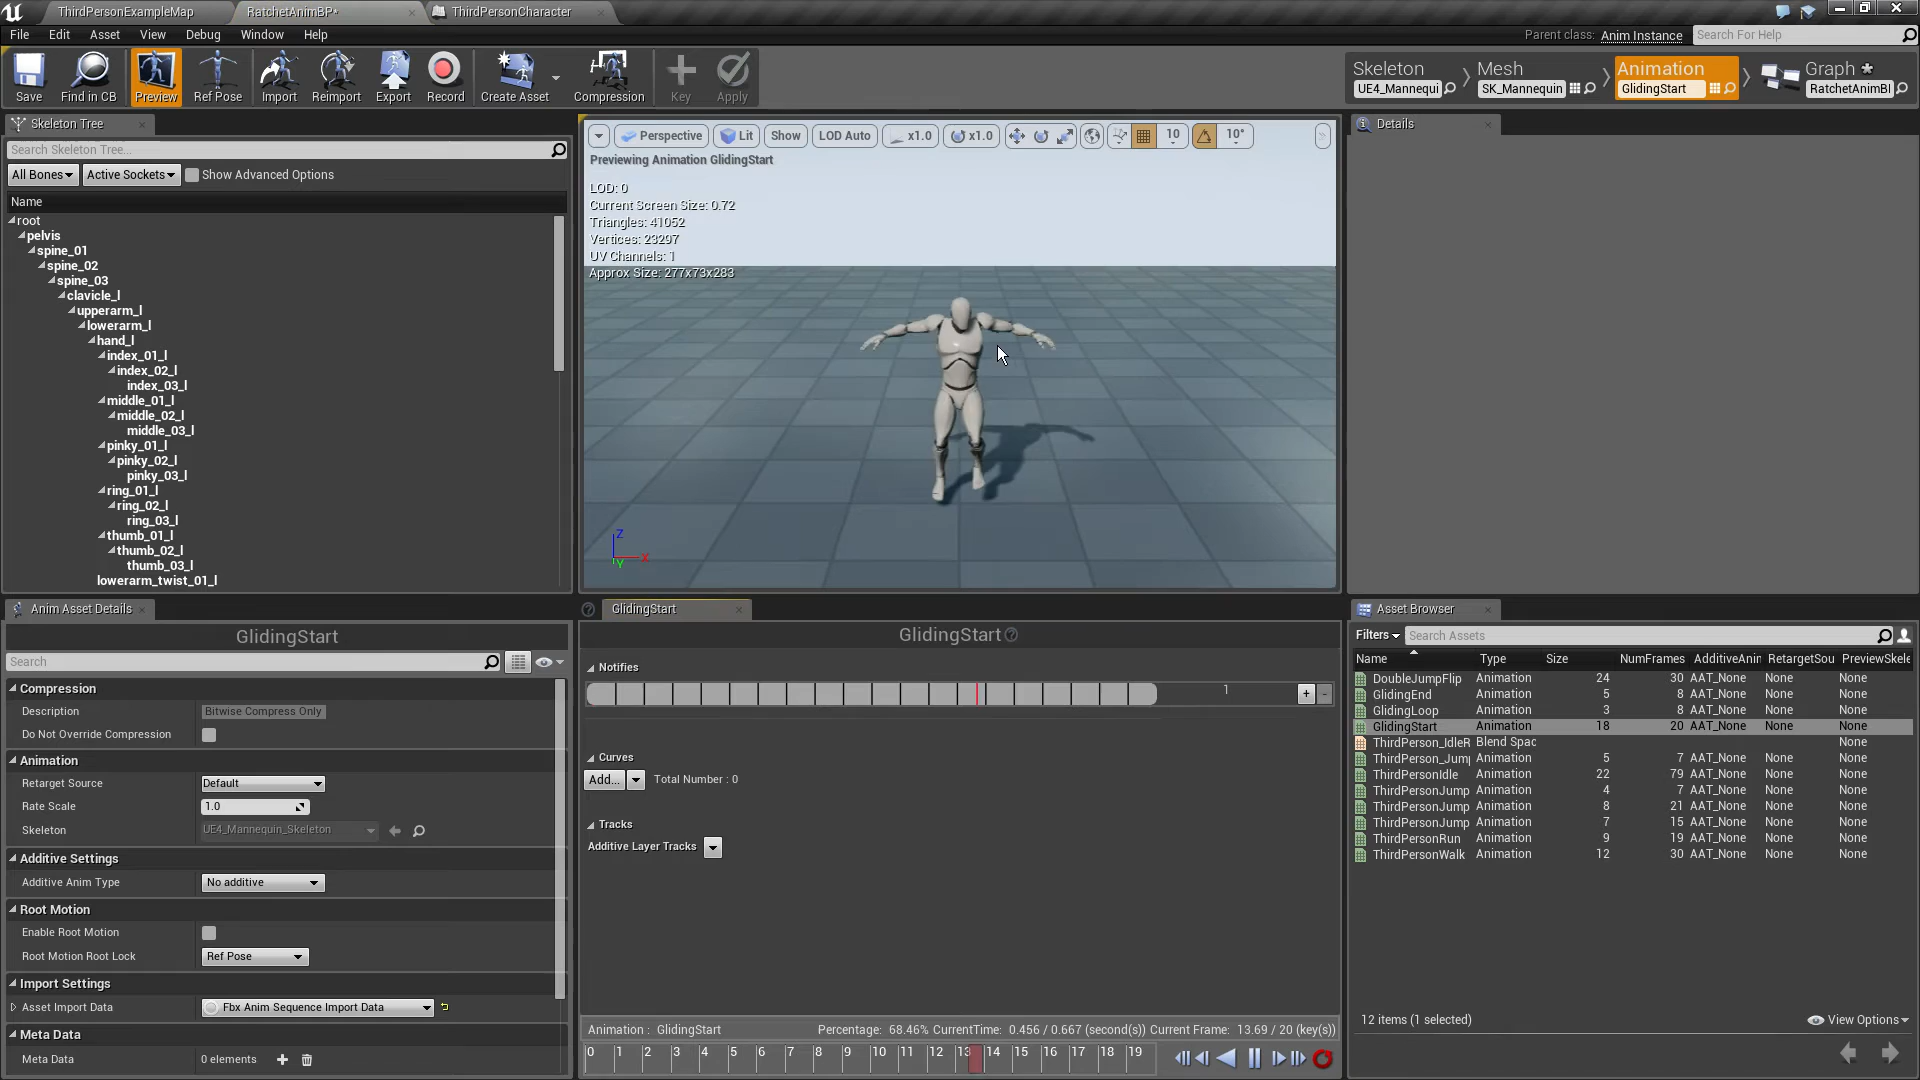 ThirdPersonExampleMap
RatchetAnimBP*
ThirdPersonCharacter
File Edit Asset View Debug Window Help
Parent class: Anim Instance
Search For Help
Save
Find in CB
Preview
Ref Pose
Import
Reimport
Export
Record
Create Asset
Compression
Key
Apply
Skeleton
UE4_Mannequi
Mesh
SK_Mannequin
Animation
GlidingStart
Graph
RatchetAnimBl
Skeleton Tree
Search Skeleton Tree...
All Bones Active Sockets Show Advanced Options
Name
root
pelvis
spine_01
spine_02
spine_03
clavicle_l
upperarm_l
lowerarm_l
hand_l
index_01_l
index_02_l
index_03_l
middle_01_l
middle_02_l
middle_03_l
pinky_01_l
pinky_02_l
pinky_03_l
ring_01_l
ring_02_l
ring_03_l
thumb_01_l
thumb_02_l
thumb_03_l
lowerarm_twist_01_l
Perspective Lit Show LOD Auto x1.0 x1.0 10 10°
Previewing Animation GlidingStart
LOD: 0
Current Screen Size: 0.72
Triangles: 41052
Vertices: 23297
UV Channels: 1
Approx Size: 277x73x283
Z
X
Y
Details
Anim Asset Details
GlidingStart
Search
Compression
Description Bitwise Compress Only
Do Not Override Compression
Animation
Retarget Source Default
Rate Scale 1.0
Skeleton UE4_Mannequin_Skeleton
Additive Settings
Additive Anim Type No additive
Root Motion
Enable Root Motion
Root Motion Root Lock Ref Pose
Import Settings
Asset Import Data Fbx Anim Sequence Import Data
Meta Data
Meta Data 0 elements
GlidingStart
GlidingStart
Notifies
1 + -
Curves
Add... Total Number : 0
Tracks
Additive Layer Tracks
Animation : GlidingStart Percentage: 68.46% CurrentTime: 0.456 / 0.667 (second(s)) Current Frame: 13.69 / 20 (key(s))
0 1 2 3 4 5 6 7 8 9 10 11 12 13 14 15 16 17 18 19
Asset Browser
Filters Search Assets
Name Type Size NumFrames AdditiveAnin RetargetSou PreviewSkele
DoubleJumpFlip Animation 24 30 AAT_None None None
GlidingEnd Animation 5 8 AAT_None None None
GlidingLoop Animation 3 8 AAT_None None None
GlidingStart Animation 18 20 AAT_None None None
ThirdPerson_IdleR Blend Spac None
ThirdPerson_Jump Animation 5 7 AAT_None None None
ThirdPersonIdle Animation 22 79 AAT_None None None
ThirdPersonJump Animation 4 7 AAT_None None None
ThirdPersonJump Animation 8 21 AAT_None None None
ThirdPersonJump Animation 7 15 AAT_None None None
ThirdPersonRun Animation 9 19 AAT_None None None
ThirdPersonWalk Animation 12 30 AAT_None None None
12 items (1 selected)
View Options